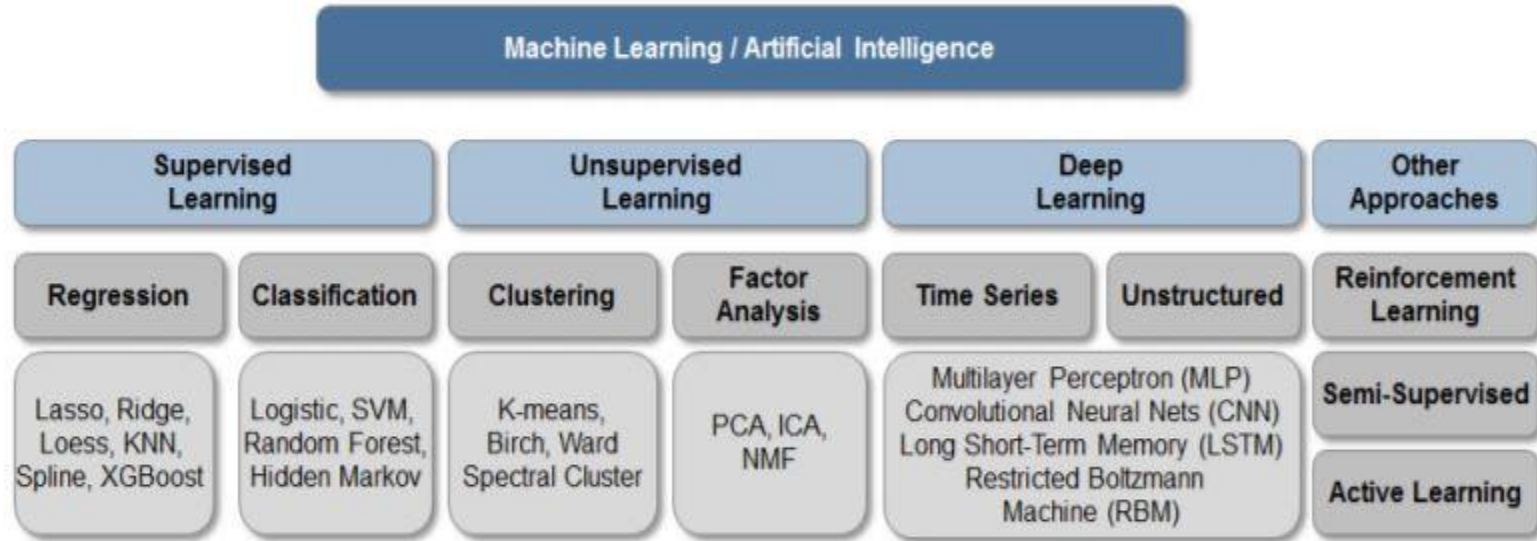 Machine Learning / Artificial Intelligence
Supervised
Learning
Unsupervised
Learning
Deep
Learning
Other
Approaches
Regression
Classification
Clustering
Factor
Analysis
Time Series
Unstructured
Reinforcement
Learning
Lasso, Ridge,
Loess, KNN,
Spline, XGBoost
Logistic, SVM,
Random Forest,
Hidden Markov
K-means,
Birch, Ward
Spectral Cluster
PCA, ICA,
NMF
Multilayer Perceptron (MLP)
Convolutional Neural Nets (CNN)
Long Short-Term Memory (LSTM)
Restricted Boltzmann
Machine (RBM)
Semi-Supervised
Active Learning